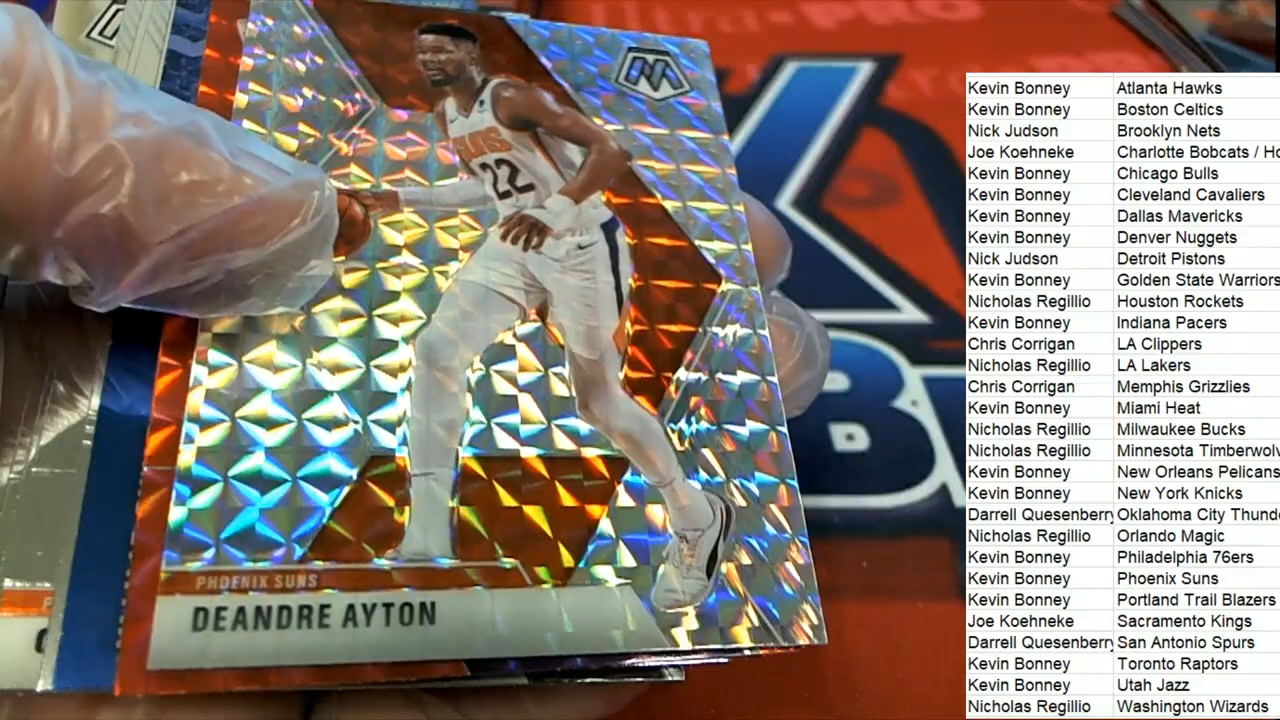 SUNS
22
PHOENIX SUNS
DEANDRE AYTON
Kevin Bonney Atlanta Hawks
Kevin Bonney Boston Celtics
Nick Judson Brooklyn Nets
Joe Koehneke Charlotte Bobcats / Ho
Kevin Bonney Chicago Bulls
Kevin Bonney Cleveland Cavaliers
Kevin Bonney Dallas Mavericks
Kevin Bonney Denver Nuggets
Nick Judson Detroit Pistons
Kevin Bonney Golden State Warriors
Nicholas Regillio Houston Rockets
Kevin Bonney Indiana Pacers
Chris Corrigan LA Clippers
Nicholas Regillio LA Lakers
Chris Corrigan Memphis Grizzlies
Kevin Bonney Miami Heat
Nicholas Regillio Milwaukee Bucks
Nicholas Regillio Minnesota Timberwolv
Kevin Bonney New Orleans Pelicans
Kevin Bonney New York Knicks
Darrell Quesenberry Oklahoma City Thunde
Nicholas Regillio Orlando Magic
Kevin Bonney Philadelphia 76ers
Kevin Bonney Phoenix Suns
Kevin Bonney Portland Trail Blazers
Joe Koehneke Sacramento Kings
Darrell Quesenberry San Antonio Spurs
Kevin Bonney Toronto Raptors
Kevin Bonney Utah Jazz
Nicholas Regillio Washington Wizards